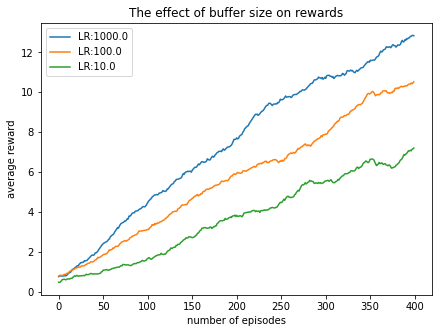 The effect of buffer size on rewards
LR:1000.0
LR:100.0
LR:10.0
average reward
12
10
8
6
4
2
0
0 50 100 150 200 250 300 350 400
number of episodes